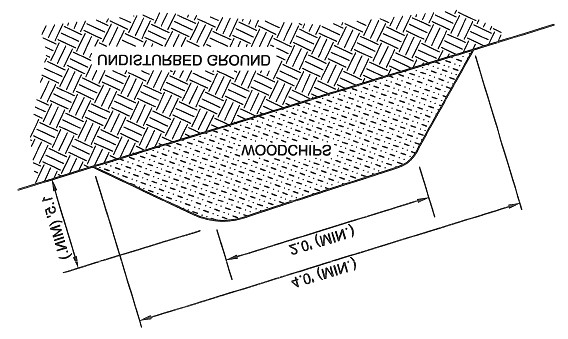 UNDISTURBED GROUND
WOODCHIPS
1.5' (MIN.)
2.0' (MIN.)
4.0' (MIN.)